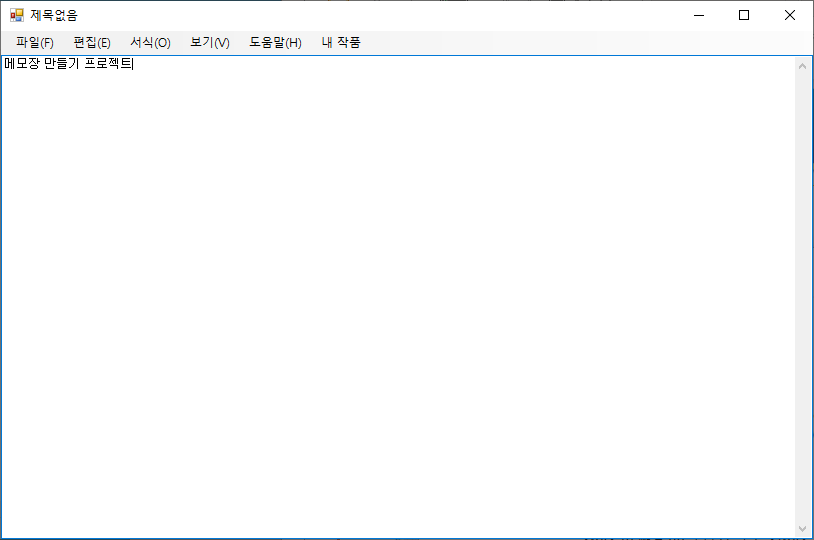 제목없음
파일(F) 편집(E) 서식(O) 보기(V) 도움말(H) 내 작품
메모장 만들기 프로젝트